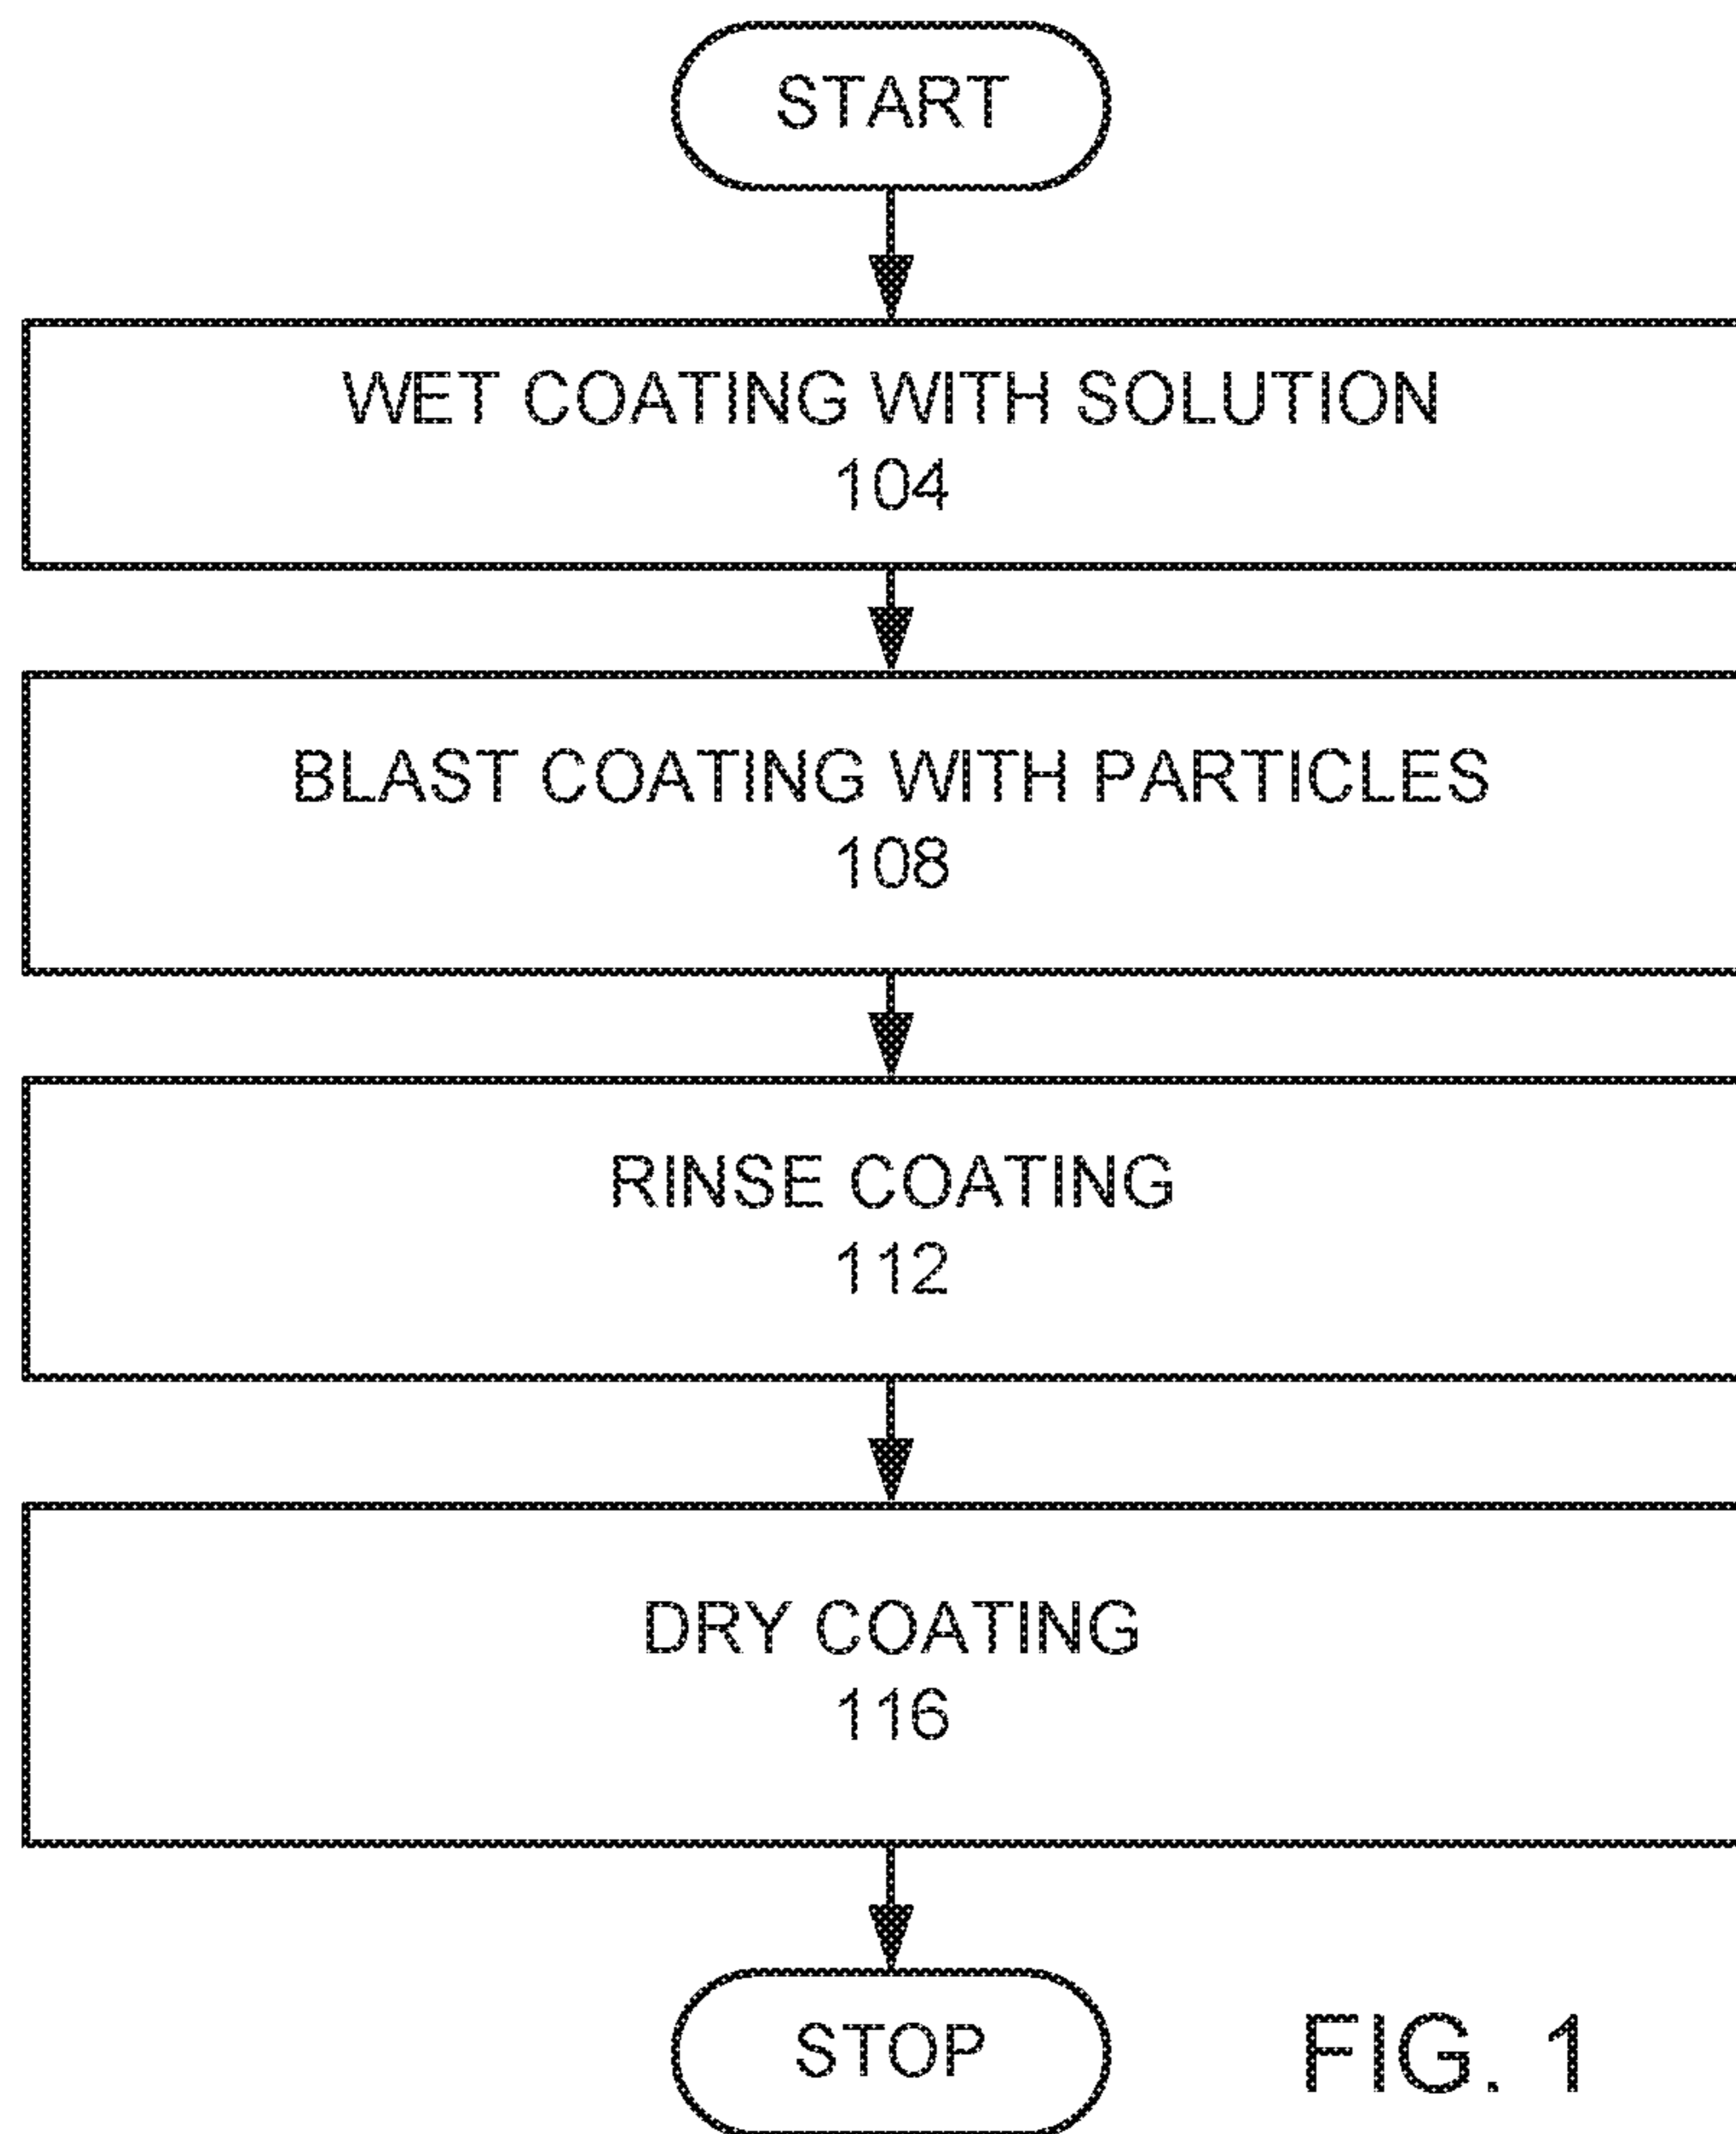 START
WET COATING WITH SOLUTION
104
BLAST COATING WITH PARTICLES
108
RINSE COATING
112
DRY COATING
116
STOP
FIG. 1